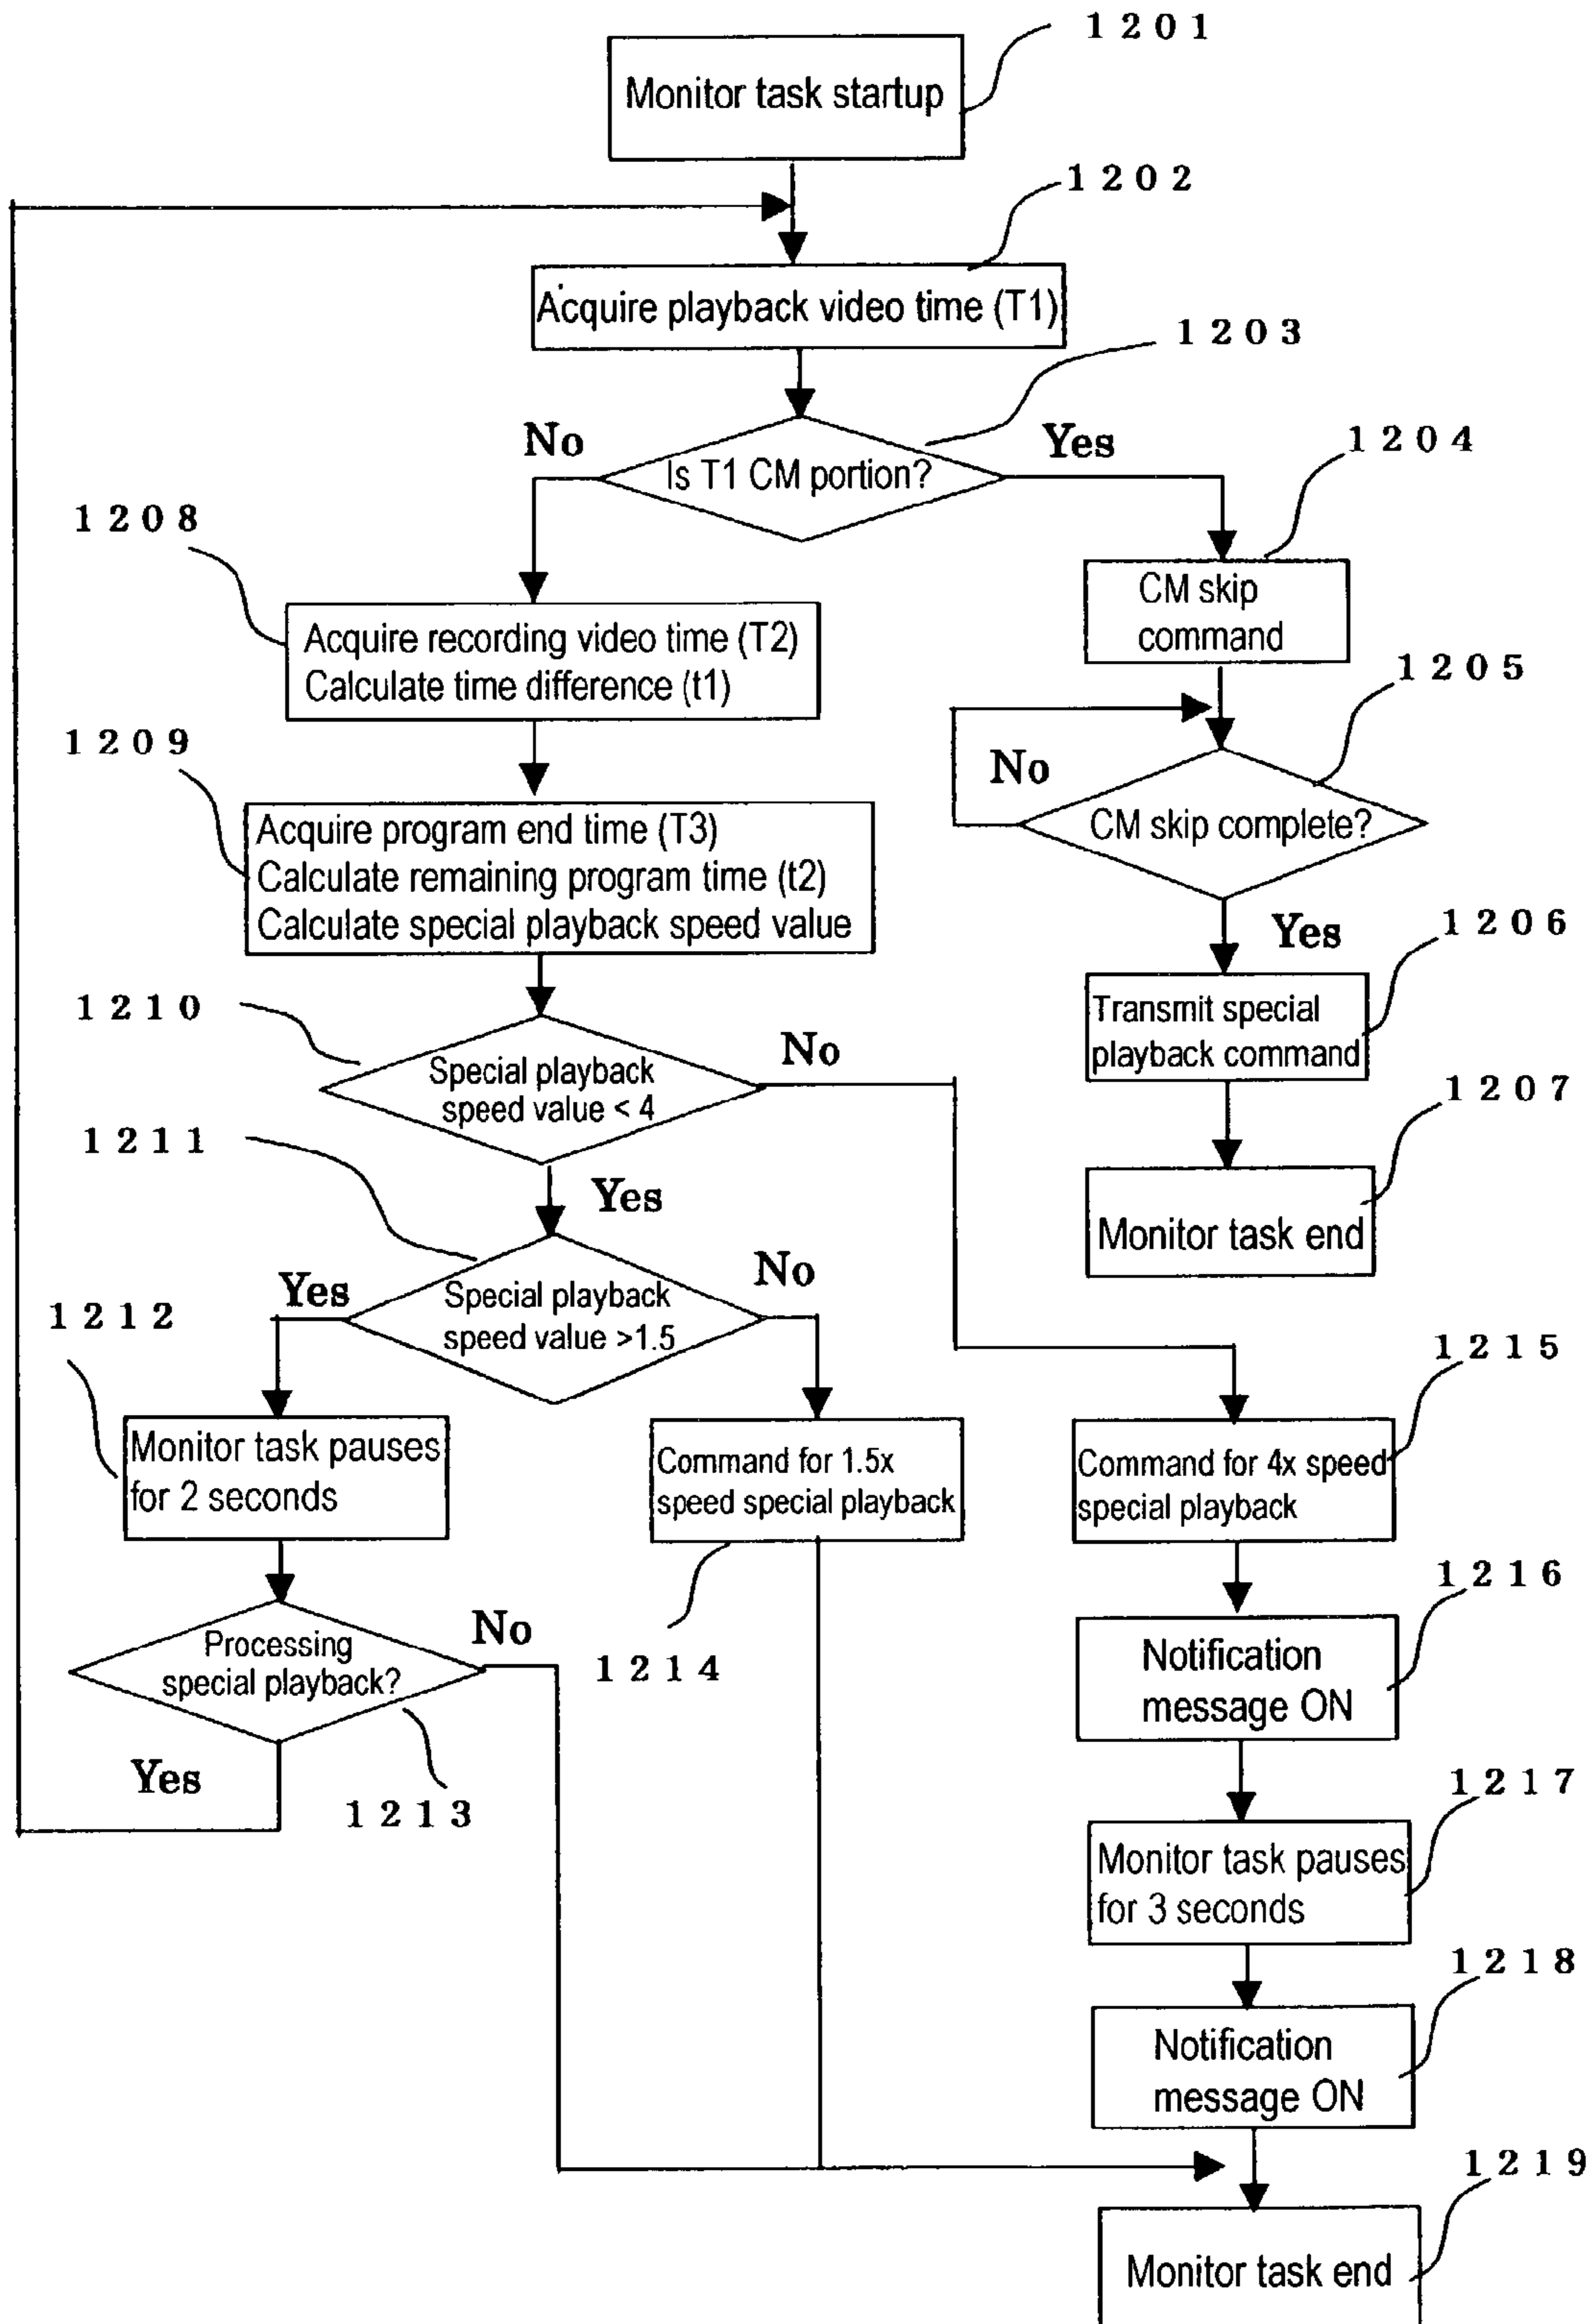 1201
Monitor task startup
1202
Acquire playback video time (T1)
1203
No
Yes
Is T1 CM portion?
1204
1208
CM skip
command
Acquire recording video time (T2)
Calculate time difference (t1)
1205
1209
No
CM skip complete?
Acquire program end time (T3)
Calculate remaining program time (t2)
Calculate special playback speed value
Yes
1206
1210
Transmit special
playback command
No
Special playback
speed value < 4
1207
1211
Yes
Monitor task end
Yes
No
Special playback
speed value >1.5
1212
1215
Monitor task pauses
for 2 seconds
Command for 1.5x
speed special playback
Command for 4x speed
special playback
1216
No
Processing
special playback?
1214
Notification
message ON
Yes
1213
1217
Monitor task pauses
for 3 seconds
1218
Notification
message ON
1219
Monitor task end